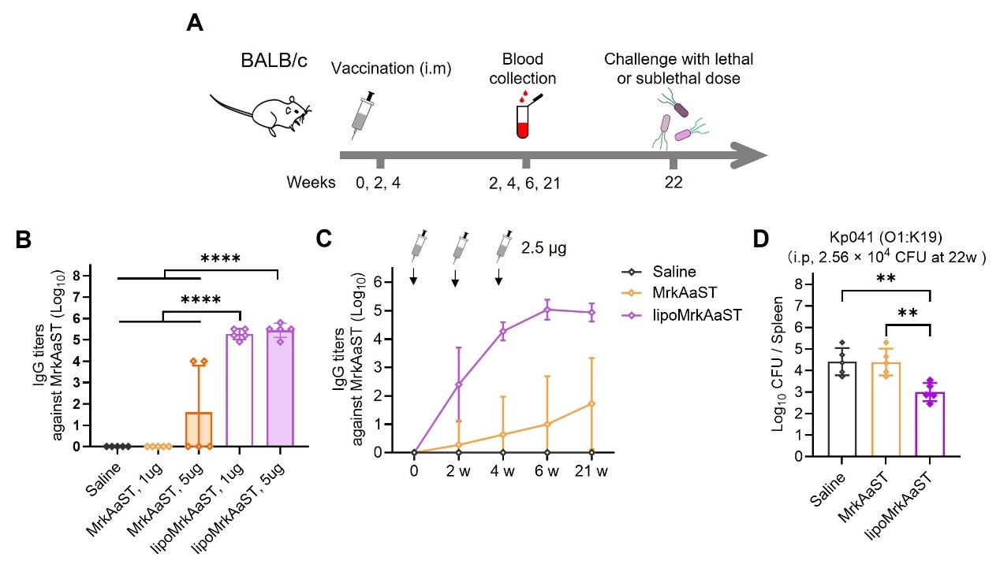 A
BALB/c
Vaccination (i.m)
Blood
collection
Challenge with lethal
or sublethal dose
Weeks
0, 2, 4
2, 4, 6, 21
22
B
****
****
IgG titers
against MrkAaST (Log10)
8
7
6
5
4
3
2
1
0
Saline
MrkAaST, 1ug
MrkAaST, 5ug
lipoMrkAaST, 1ug
lipoMrkAaST, 5ug
C
2.5 μg
IgG titers
against MrkAaST (Log10)
6
5
4
3
2
1
0
0
2 w
4 w
6 w
21 w
Saline
MrkAaST
lipoMrkAaST
D
Kp041 (O1:K19)
(i.p, 2.56 × 10⁴ CFU at 22w )
**
**
Log10 CFU / Spleen
8
7
6
5
4
3
2
1
0
Saline
MrkAaST
lipoMrkAaST